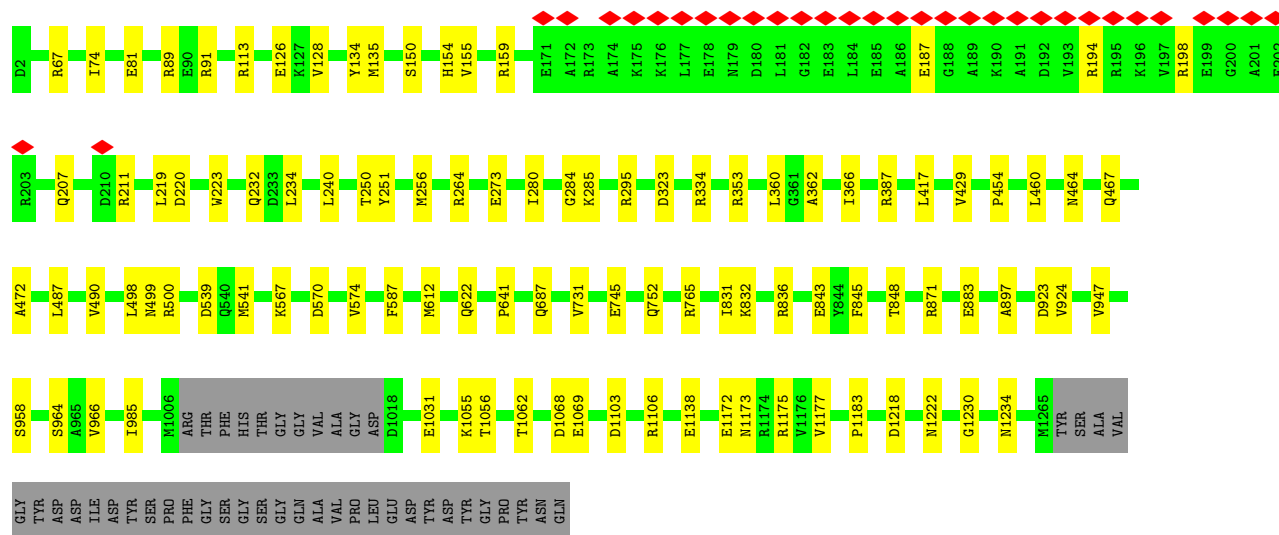 D2 R67 I74 E81 R89 E90 R91 R113 E126 K127 V128 Y134 M135 S150 H154 V155 R159 E171 A172 R173 A174 K175 K176 L177 E178 N179 D180 L181 G182 E183 L184 E185 A186 E187 G188 A189 K190 A191 D192 V193 R194 R195 K196 V197 R198 E199 G200 A201
R203 Q207 D210 R211 L219 D220 W223 Q232 D233 L234 L240 T250 Y251 M256 R264 E273 I280 G284 K285 R295 D323 R334 R353 L360 G361 A362 I366 R387 L417 V429 P454 L460 N464 Q467
A472 L487 V490 L498 N499 R500 D539 Q540 M541 K567 D570 V574 F587 M612 Q622 P641 Q687 V731 E745 Q752 R765 I831 K832 R836 E843 Y844 F845 T848 R871 E883 A897 D923 V924 V947
S958 S964 A965 V966 I985 M1006 ARG THR PHE HIS THR GLY GLY VAL ALA GLY ASP D1018 E1031 K1055 T1056 T1062 D1068 E1069 D1103 R1106 E1138 E1172 N1173 R1174 R1175 V1176 V1177 P1183 D1218 N1222 G1230 N1234 M1265 TYR SER ALA VAL
GLY TYR ASP ASP ILE ASP TYR SER PRO PHE GLY SER GLY SER GLY GLN ALA VAL PRO LEU GLU ASP TYR ASP TYR GLY PRO TYR ASN GLN